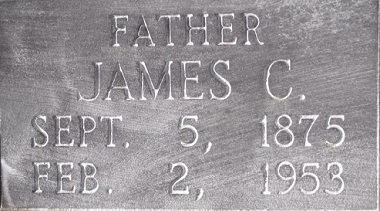 FATHER
JAMES C.
SEPT. 5, 1875
FEB. 2, 1953